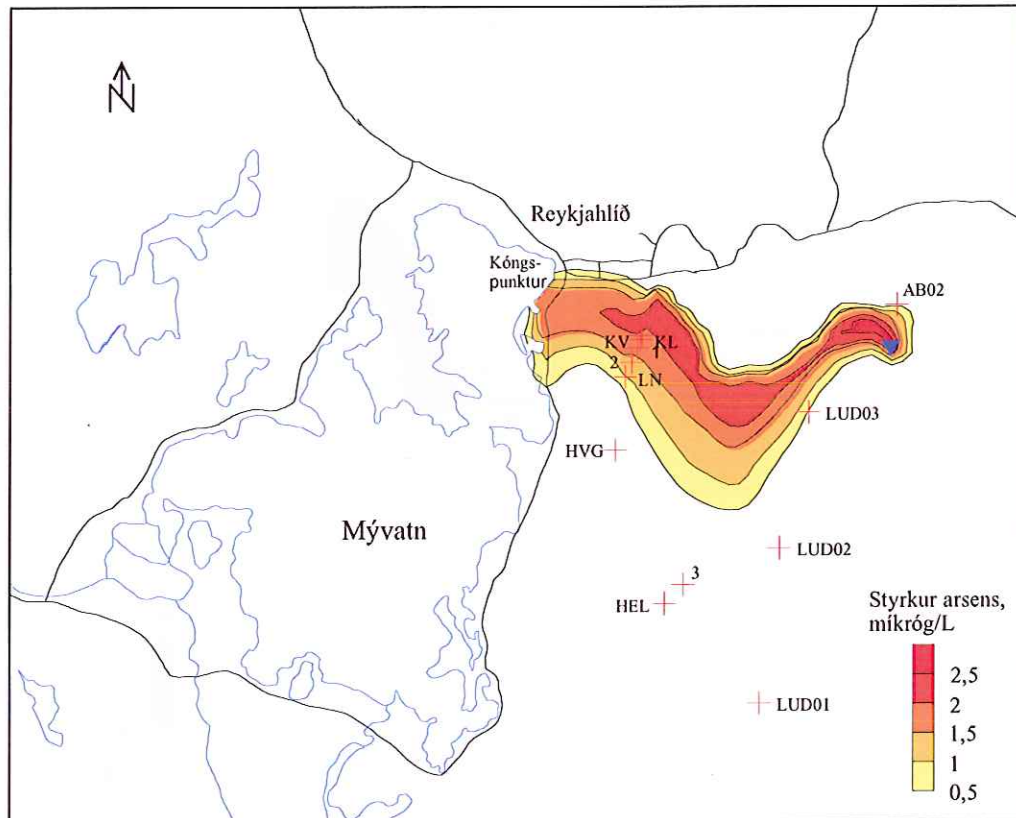 N
Reykjahlíð
Kóngs-
punktur
AB02
KV
KL
1
2
LN
LUD03
HVG
Mývatn
LUD02
3
HEL
LUD01
Styrkur arsens,
míkróg/L
2,5
2
1,5
1
0,5